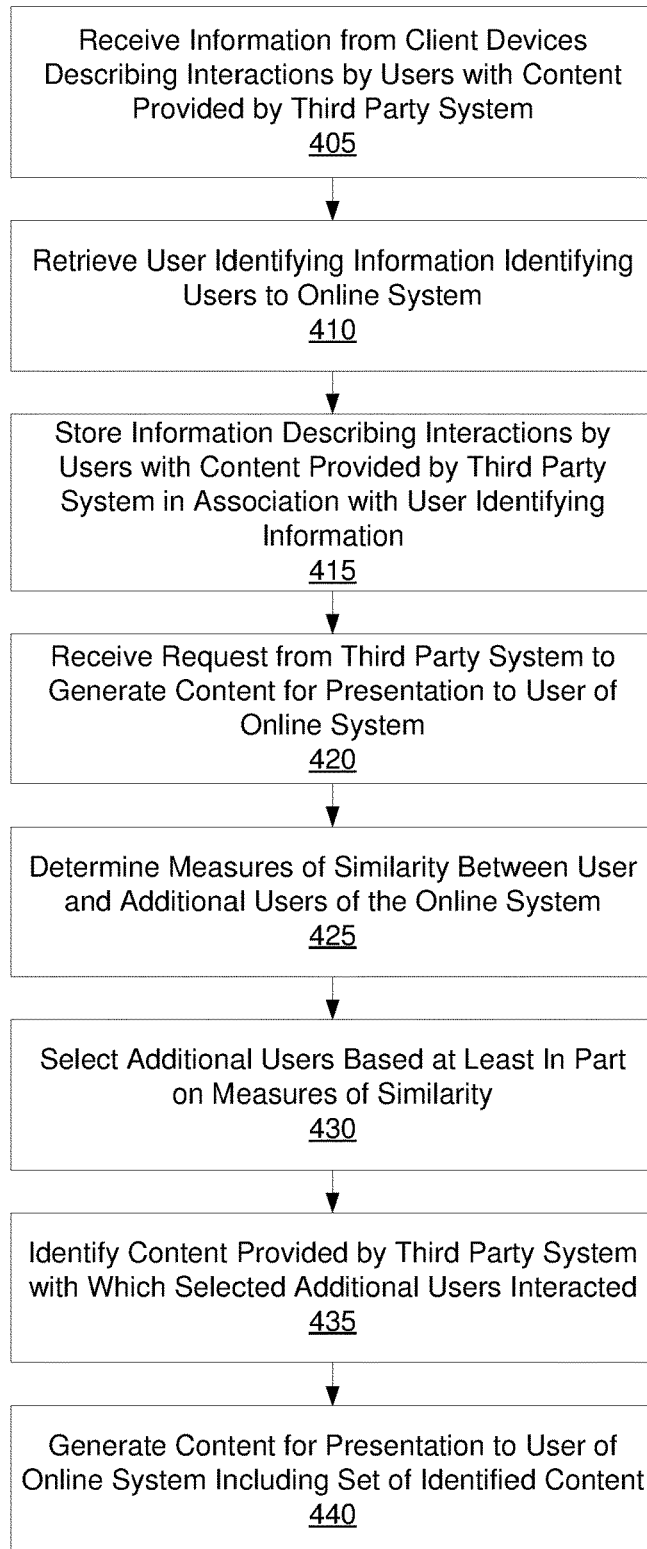 Receive Information from Client Devices
Describing Interactions by Users with Content
Provided by Third Party System
405
Retrieve User Identifying Information Identifying
Users to Online System
410
Store Information Describing Interactions by
Users with Content Provided by Third Party
System in Association with User Identifying
Information
415
Receive Request from Third Party System to
Generate Content for Presentation to User of
Online System
420
Determine Measures of Similarity Between User
and Additional Users of the Online System
425
Select Additional Users Based at Least In Part
on Measures of Similarity
430
Identify Content Provided by Third Party System
with Which Selected Additional Users Interacted
435
Generate Content for Presentation to User of
Online System Including Set of Identified Content
440